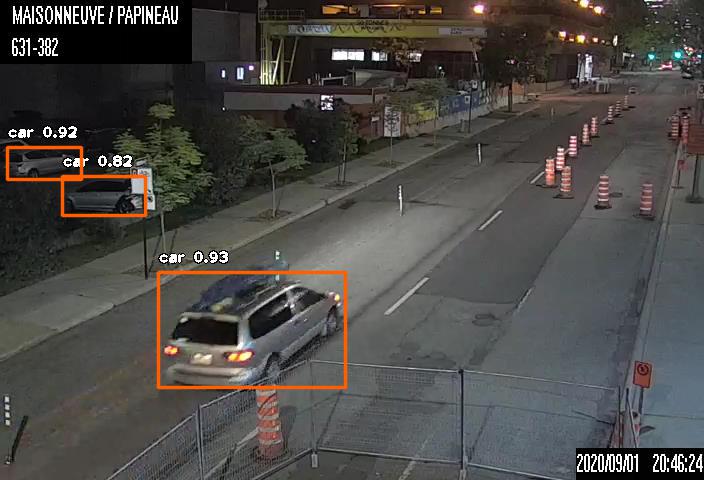 MAISONNEUVE / PAPINEAU
631-382
car 0.92
car 0.82
car 0.93
2020/09/01 20:46:24